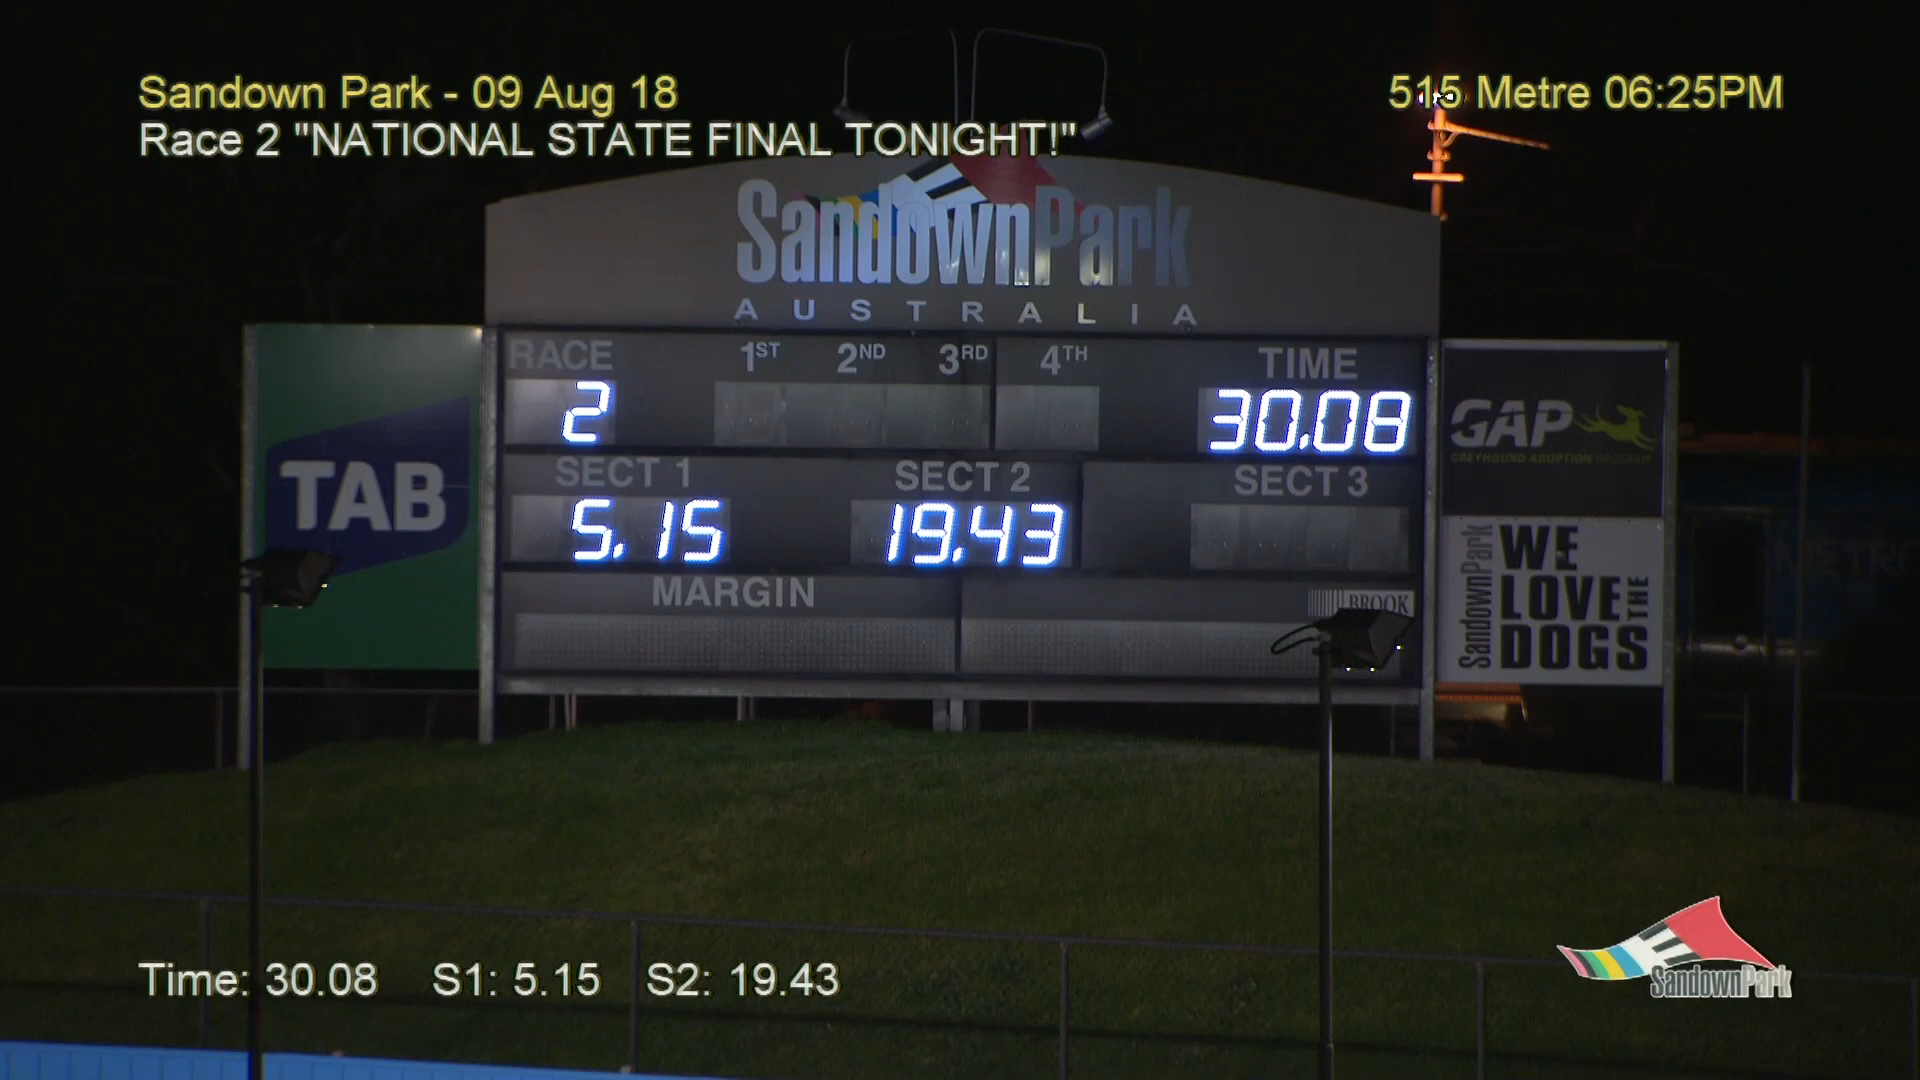 Sandown Park - 09 Aug 18
515 Metre 06:25PM
Race 2 "NATIONAL STATE FINAL TONIGHT!"
SandownPark
AUSTRALIA
RACE 1ST 2ND 3RD 4TH TIME
2 30.08
SECT 1 SECT 2 SECT 3
5.15 19.43
MARGIN
BROOK
TAB
GAP
GREYHOUND ADOPTION PROGRAM
SandownPark
WE
LOVE THE
DOGS
METRO
Time: 30.08 S1: 5.15 S2: 19.43
SandownPark